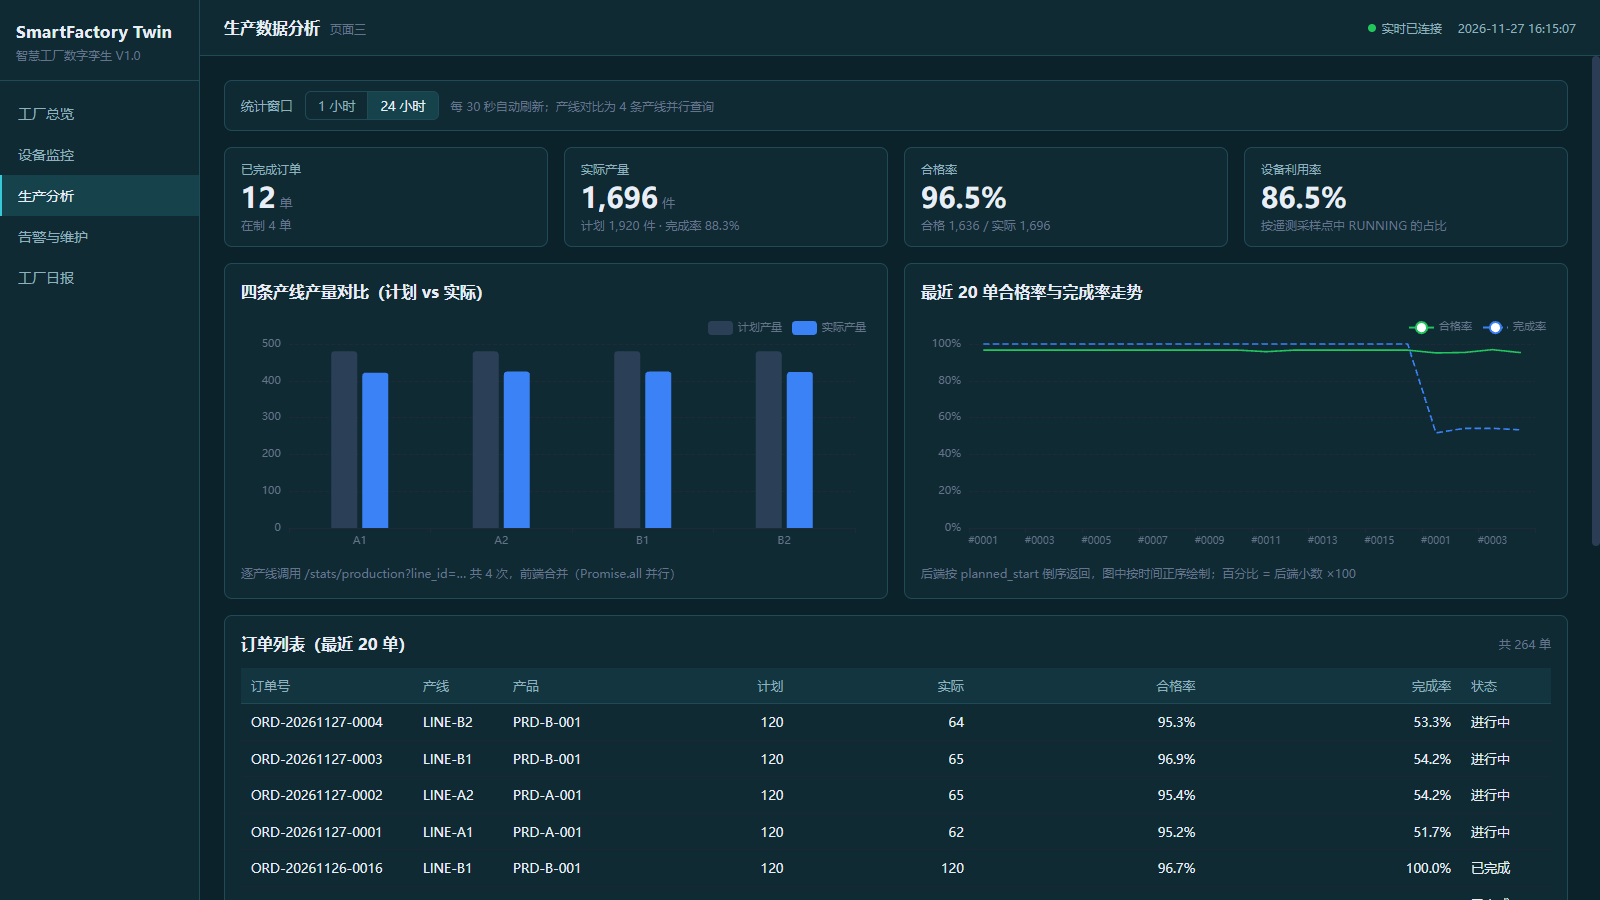 SmartFactory Twin
智慧工厂数字孪生 V1.0
工厂总览
设备监控
生产分析
告警与维护
工厂日报
生产数据分析 页面三
实时已连接 2026-11-27 16:15:07
统计窗口 1 小时 24 小时 每 30 秒自动刷新；产线对比为 4 条产线并行查询
已完成订单
12 单
在制 4 单
实际产量
1,696 件
计划 1,920 件 · 完成率 88.3%
合格率
96.5%
合格 1,636 / 实际 1,696
设备利用率
86.5%
按遥测采样点中 RUNNING 的占比
四条产线产量对比（计划 vs 实际）
计划产量 实际产量
500
400
300
200
100
0
A1 A2 B1 B2
逐产线调用 /stats/production?line_id=... 共 4 次，前端合并（Promise.all 并行）
最近 20 单合格率与完成率走势
合格率 完成率
100%
80%
60%
40%
20%
0%
#0001 #0003 #0005 #0007 #0009 #0011 #0013 #0015 #0001 #0003
后端按 planned_start 倒序返回，图中按时间正序绘制；百分比 = 后端小数 ×100
订单列表（最近 20 单） 共 264 单
订单号 产线 产品 计划 实际 合格率 完成率 状态
ORD-20261127-0004 LINE-B2 PRD-B-001 120 64 95.3% 53.3% 进行中
ORD-20261127-0003 LINE-B1 PRD-B-001 120 65 96.9% 54.2% 进行中
ORD-20261127-0002 LINE-A2 PRD-A-001 120 65 95.4% 54.2% 进行中
ORD-20261127-0001 LINE-A1 PRD-A-001 120 62 95.2% 51.7% 进行中
ORD-20261126-0016 LINE-B1 PRD-B-001 120 120 96.7% 100.0% 已完成